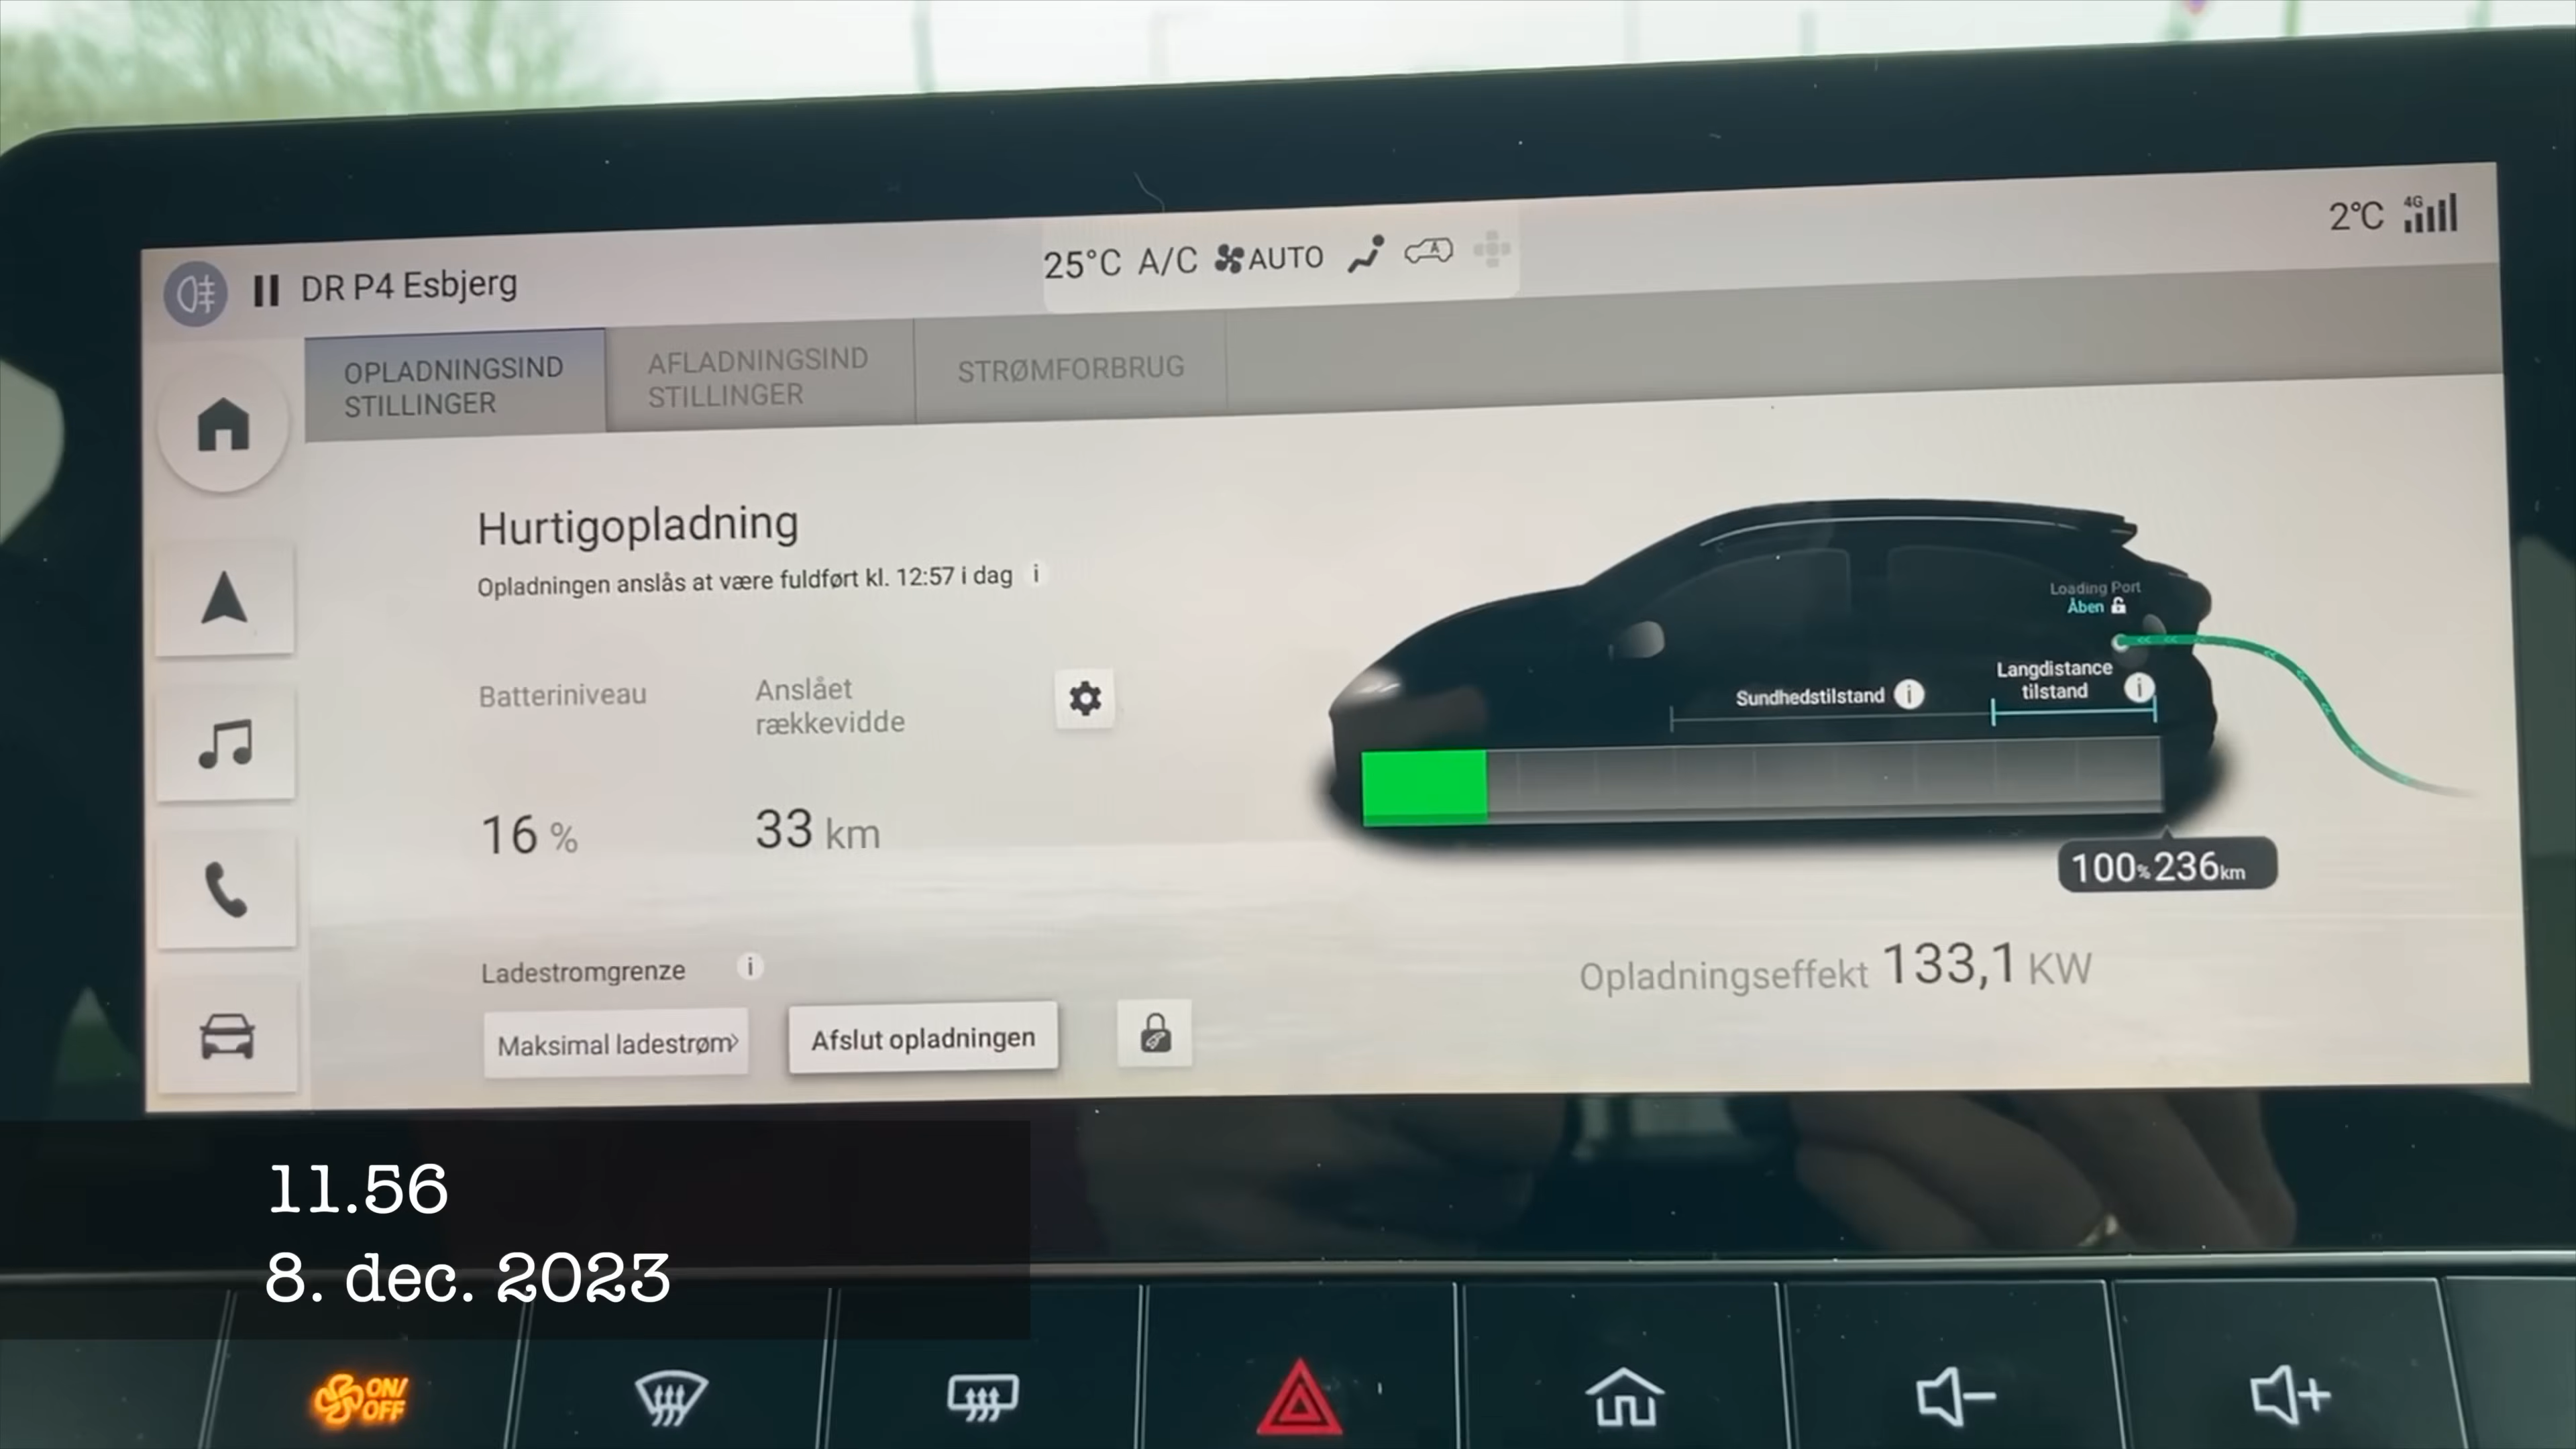 DR P4 Esbjerg
25°C A/C AUTO
A
2°C
4G
OPLADNINGSIND
STILLINGER
AFLADNINGSIND
STILLINGER
STRØMFORBRUG
Hurtigopladning
Opladningen anslås at være fuldført kl. 12:57 i dag i
Batteriniveau
Anslået
rækkevidde
16 %
33 km
Ladestromgrenze i
Maksimal ladestrøm
Afslut opladningen
Loading Port
Åben
Sundhedstilstand i
Langdistance
tilstand i
100% 236km
Opladningseffekt 133,1 KW
11.56
8. dec. 2023
ON/
OFF